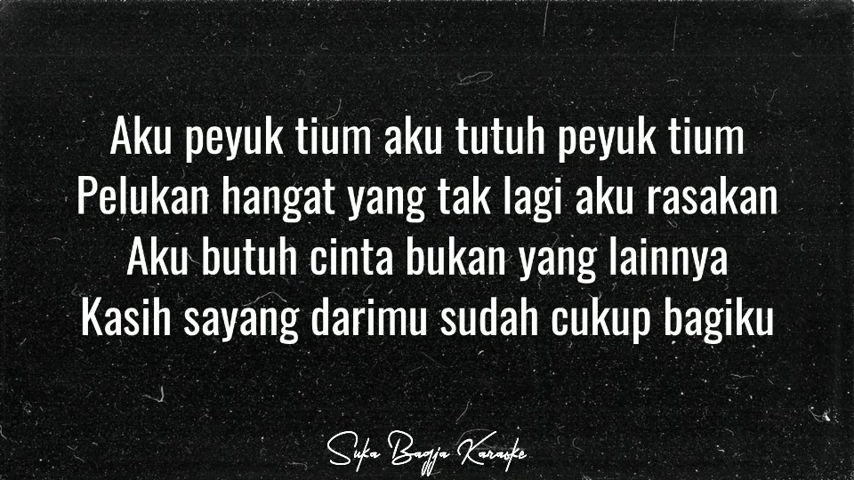 Aku peyuk tium aku tutuh peyuk tium
Pelukan hangat yang tak lagi aku rasakan
Aku butuh cinta bukan yang lainnya
Kasih sayang darimu sudah cukup bagiku
Suka Bagja Karaoke